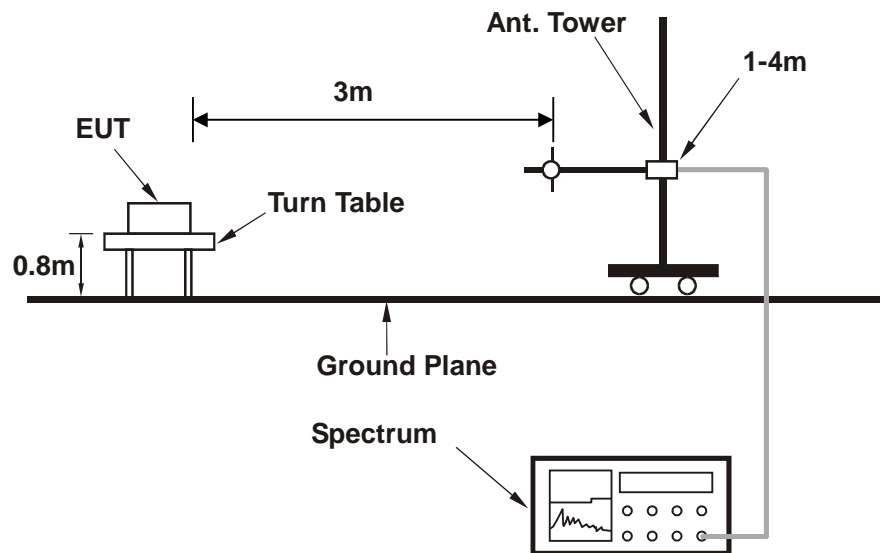 Ant. Tower
1-4m
3m
EUT
Turn Table
0.8m
Ground Plane
Spectrum